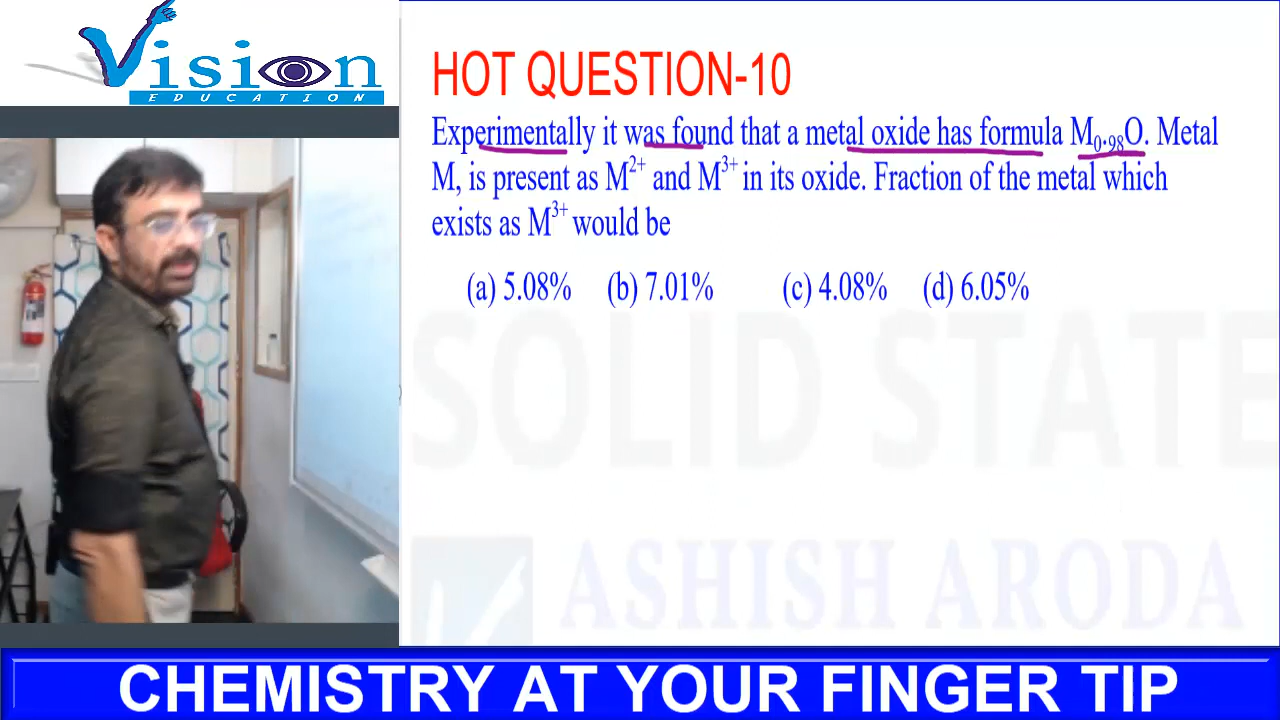 Vision
EDUCATION
HOT QUESTION-10
Experimentally it was found that a metal oxide has formula M₀.₉₈O. Metal
M, is present as M²⁺ and M³⁺ in its oxide. Fraction of the metal which
exists as M³⁺ would be
(a) 5.08% (b) 7.01% (c) 4.08% (d) 6.05%
SOLID STATE
ASHISH ARODA
CHEMISTRY AT YOUR FINGER TIP